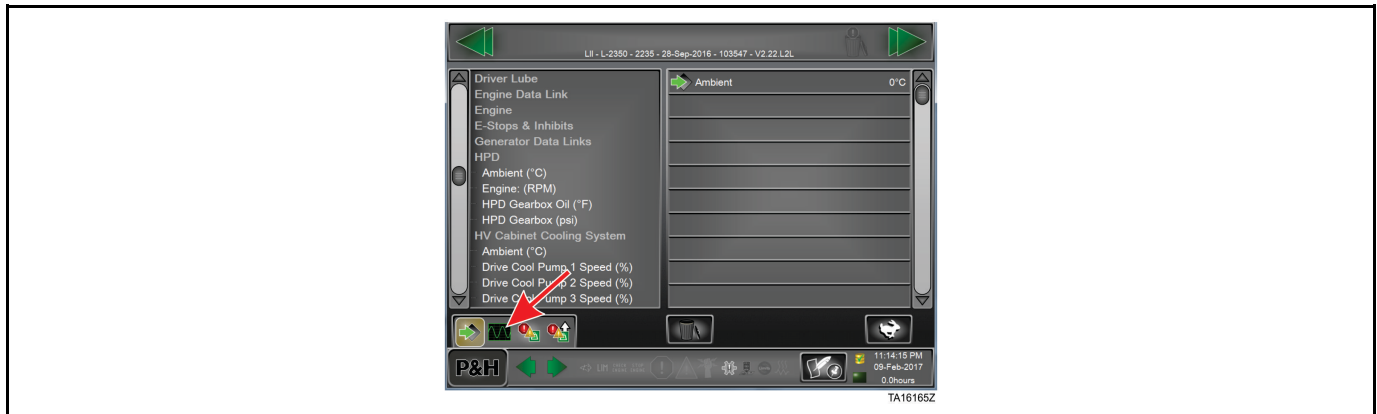 LII - L-2350 - 2235 - 28-Sep-2016 - 103547 - V2.22.L2L
Driver Lube
Engine Data Link
Engine
E-Stops & Inhibits
Generator Data Links
HPD
Ambient (°C)
Engine: (RPM)
HPD Gearbox Oil (°F)
HPD Gearbox (psi)
HV Cabinet Cooling System
Ambient (°C)
Drive Cool Pump 1 Speed (%)
Drive Cool Pump 2 Speed (%)
Drive Cool Pump 3 Speed (%)
Ambient 0°C
P&H
11:14:15 PM
09-Feb-2017
0.0hours
TA16165Z